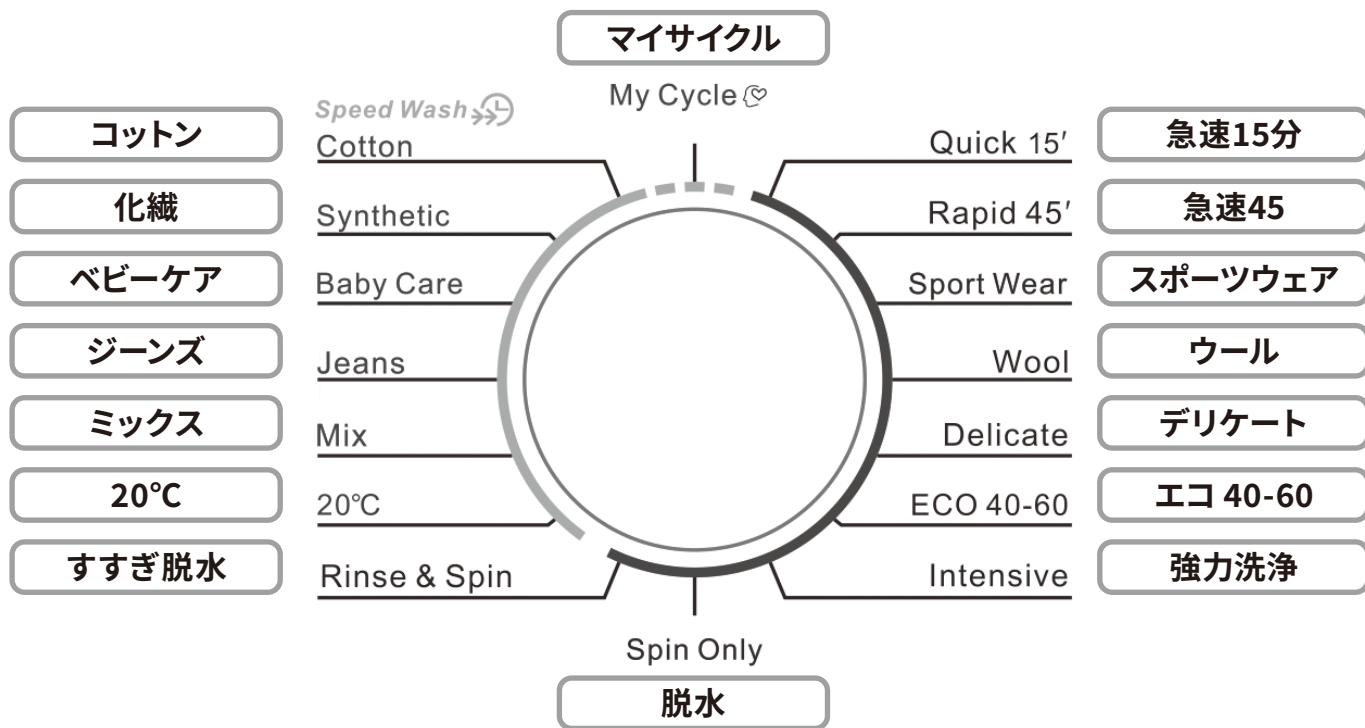 マイサイクル
My Cycle
Speed Wash
コットン
Cotton
Quick 15′
急速15分
化繊
Synthetic
Rapid 45′
急速45
ベビーケア
Baby Care
Sport Wear
スポーツウェア
ジーンズ
Jeans
Wool
ウール
ミックス
Mix
Delicate
デリケート
20℃
20℃
ECO 40-60
エコ 40-60
すすぎ脱水
Rinse & Spin
Intensive
強力洗浄
Spin Only
脱水